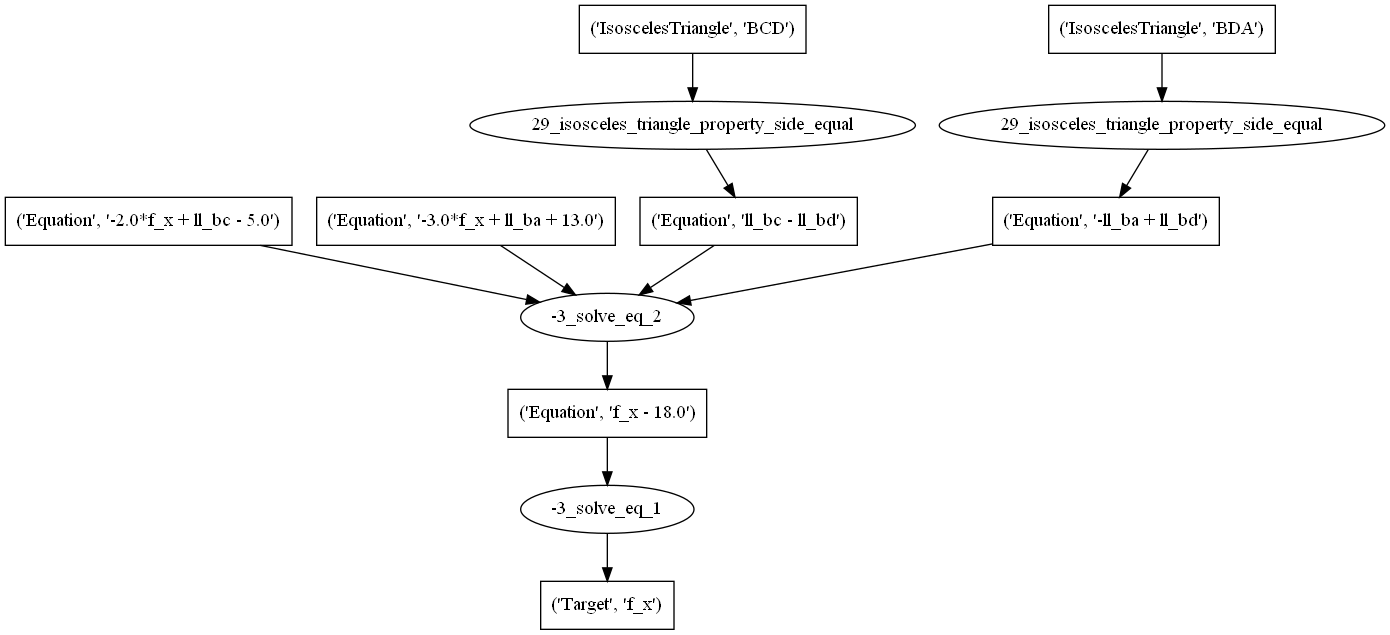 ('IsoscelesTriangle', 'BCD')
('IsoscelesTriangle', 'BDA')
29_isosceles_triangle_property_side_equal
29_isosceles_triangle_property_side_equal
('Equation', '-2.0*f_x + ll_bc - 5.0')
('Equation', '-3.0*f_x + ll_ba + 13.0')
('Equation', 'll_bc - ll_bd')
('Equation', '-ll_ba + ll_bd')
-3_solve_eq_2
('Equation', 'f_x - 18.0')
-3_solve_eq_1
('Target', 'f_x')